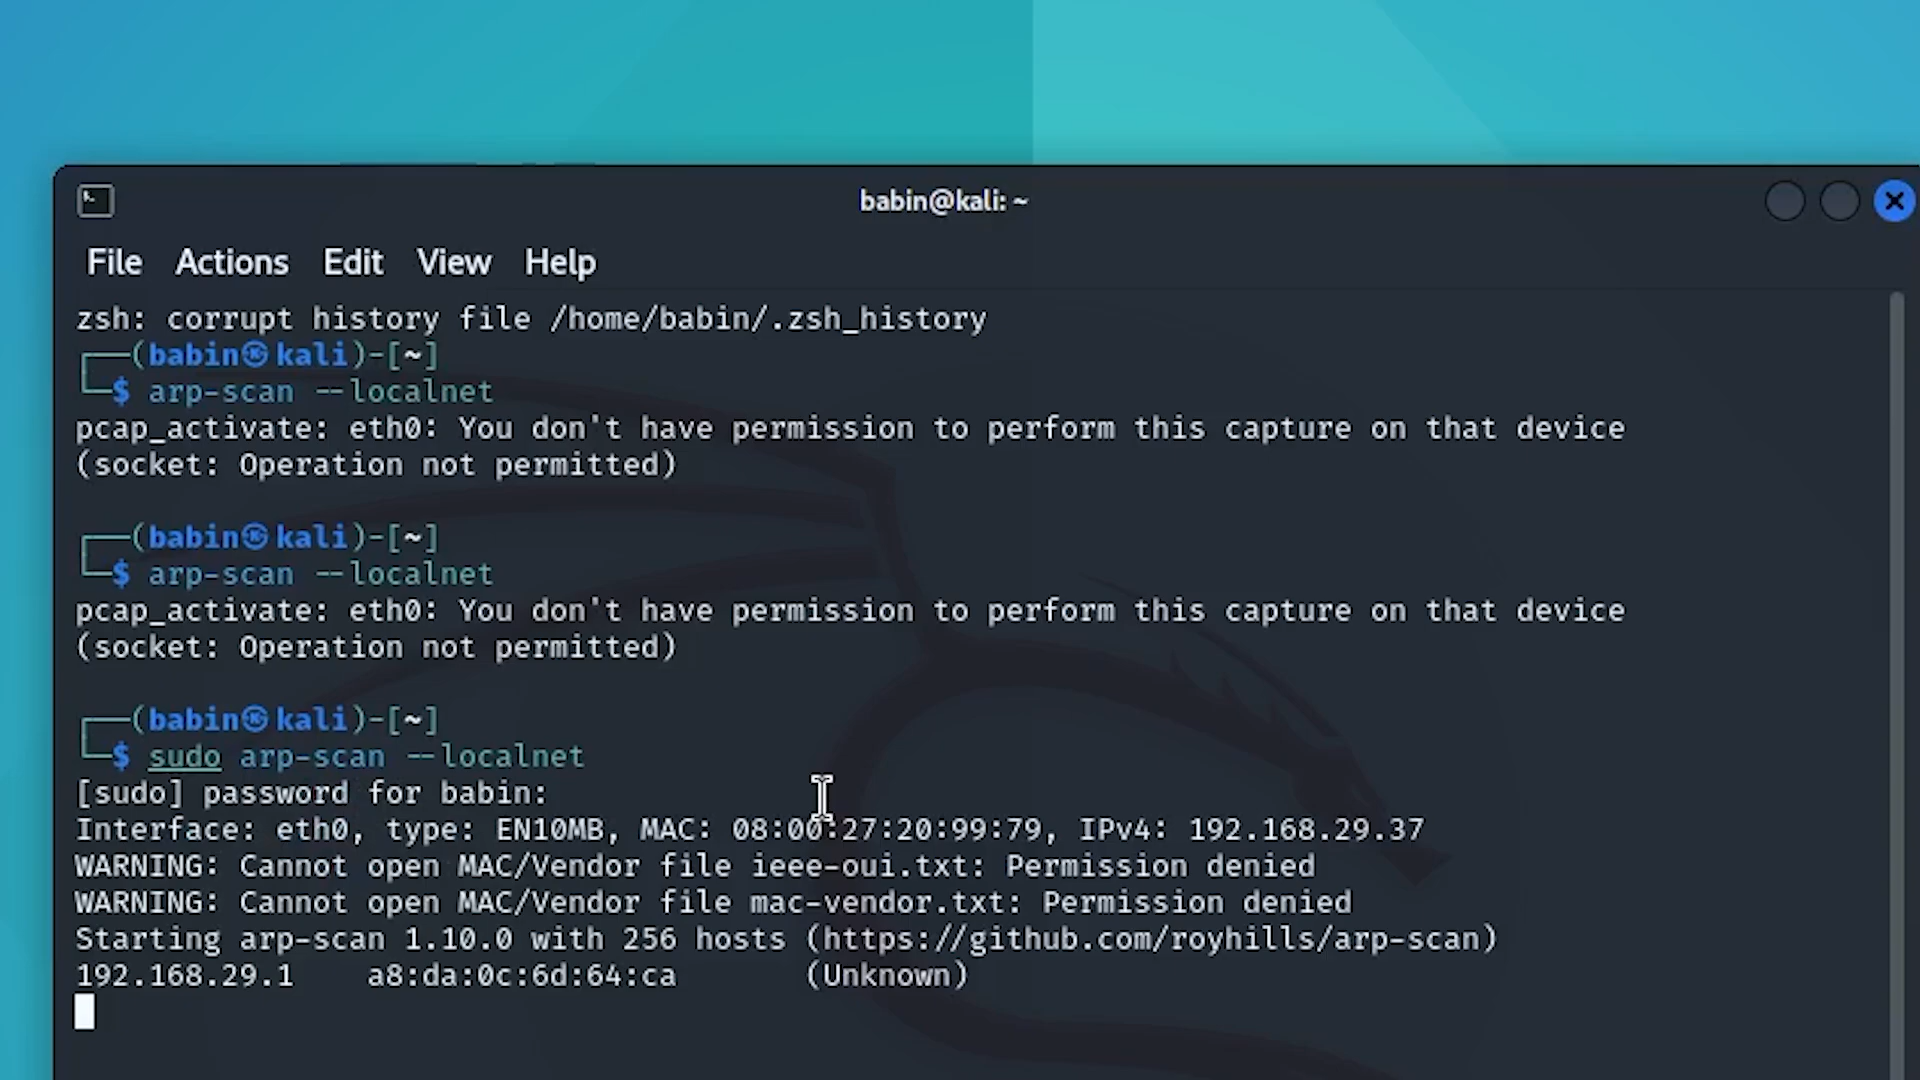 babin@kali: ~
File Actions Edit View Help
zsh: corrupt history file /home/babin/.zsh_history
┌──(babin㉿kali)-[~]
└─$ arp-scan --localnet
pcap_activate: eth0: You don't have permission to perform this capture on that device
(socket: Operation not permitted)
┌──(babin㉿kali)-[~]
└─$ arp-scan --localnet
pcap_activate: eth0: You don't have permission to perform this capture on that device
(socket: Operation not permitted)
┌──(babin㉿kali)-[~]
└─$ sudo arp-scan --localnet
[sudo] password for babin:
Interface: eth0, type: EN10MB, MAC: 08:00:27:20:99:79, IPv4: 192.168.29.37
WARNING: Cannot open MAC/Vendor file ieee-oui.txt: Permission denied
WARNING: Cannot open MAC/Vendor file mac-vendor.txt: Permission denied
Starting arp-scan 1.10.0 with 256 hosts (https://github.com/royhills/arp-scan)
192.168.29.1    a8:da:0c:6d:64:ca       (Unknown)